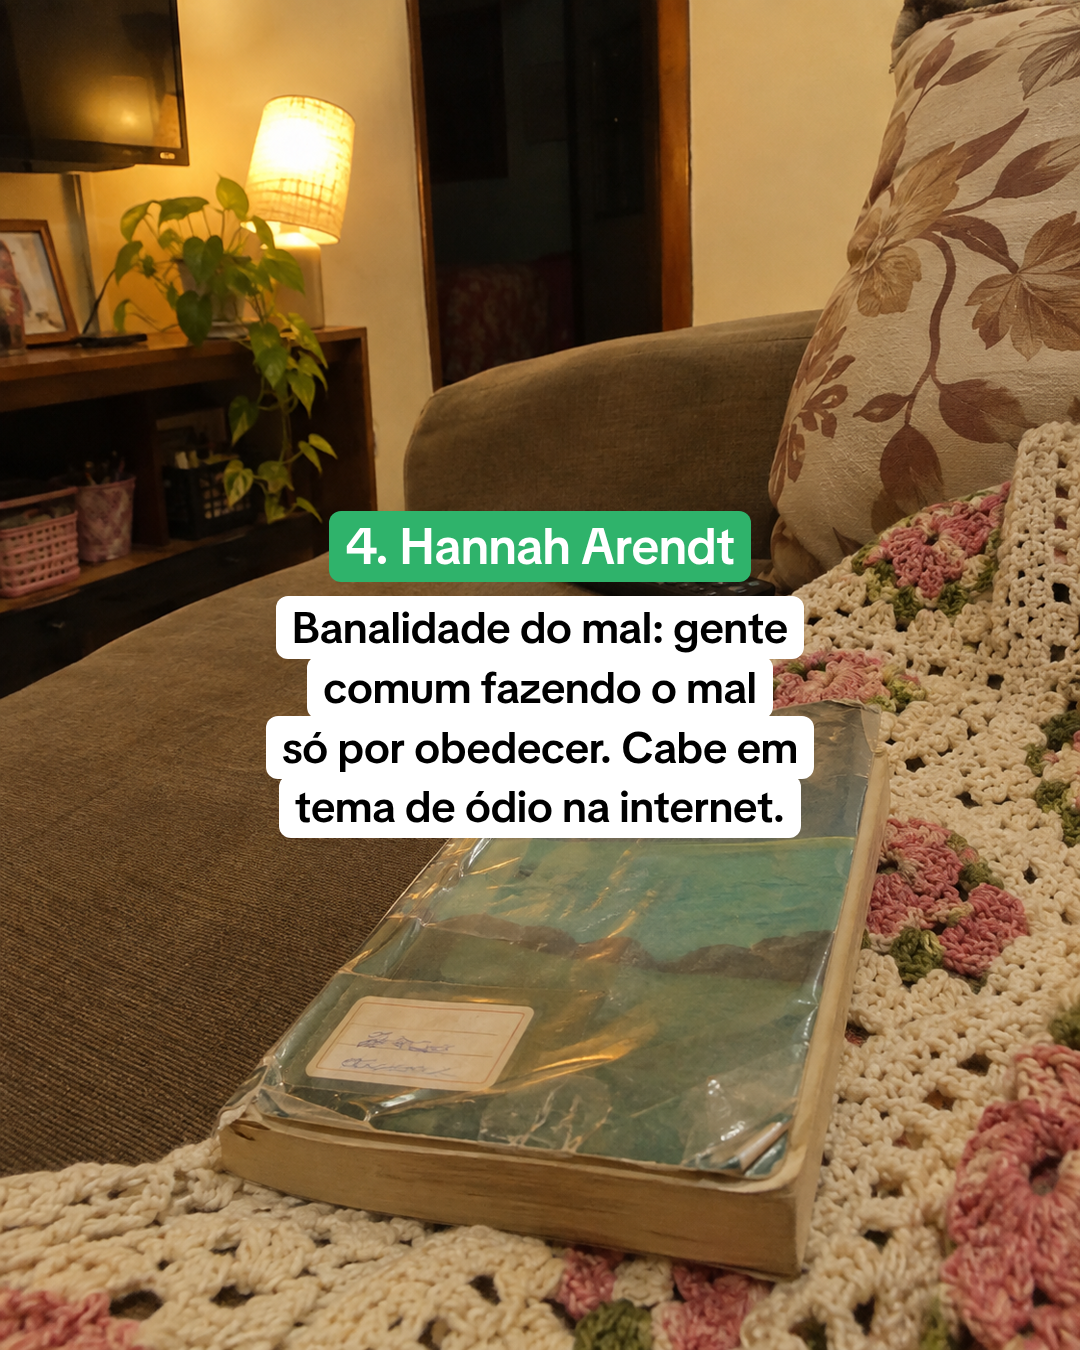 4. Hannah Arendt
Banalidade do mal: gente
comum fazendo o mal
só por obedecer. Cabe em
tema de ódio na internet.